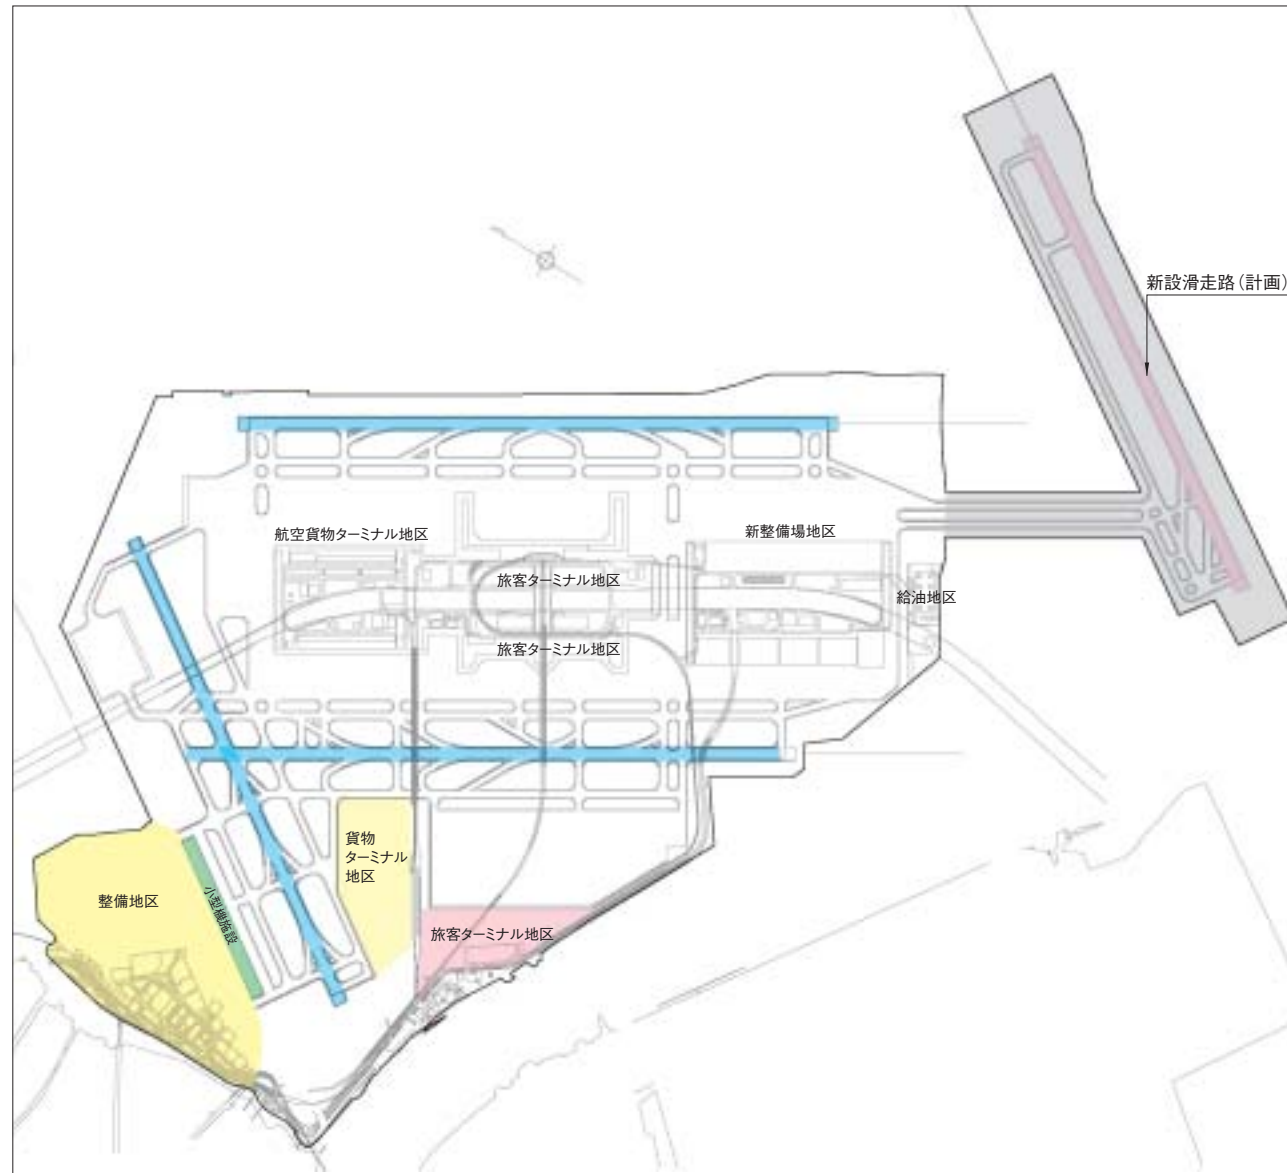 新設滑走路(計画)
航空貨物ターミナル地区
新整備場地区
旅客ターミナル地区
給油地区
旅客ターミナル地区
貨物
ターミナル
地区
整備地区
小型機施設
旅客ターミナル地区